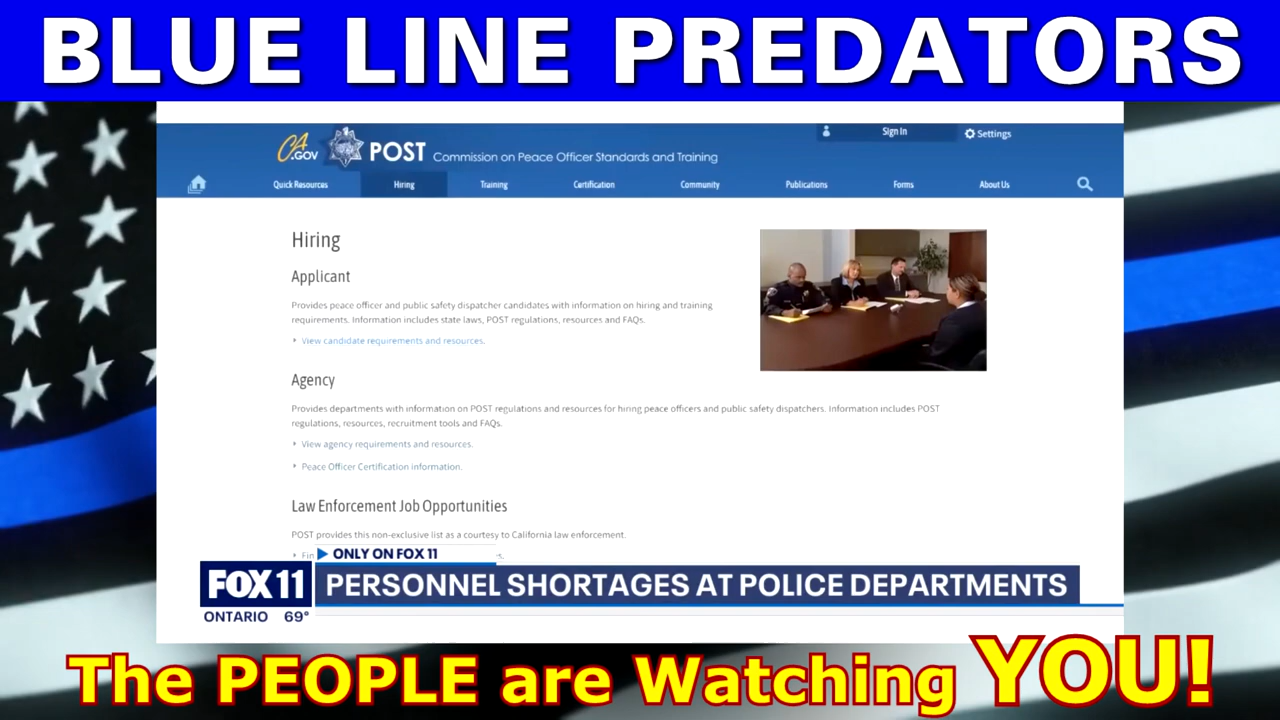 BLUE LINE PREDATORS
CA.GOV POST Commission on Peace Officer Standards and Training
Sign In Settings
Quick Resources Hiring Training Certification Community Publications Forms About Us
Hiring
Applicant
Provides peace officer and public safety dispatcher candidates with information on hiring and training
requirements. Information includes state laws, POST regulations, resources and FAQs.
View candidate requirements and resources.
Agency
Provides departments with information on POST regulations and resources for hiring peace officers and public safety dispatchers. Information includes POST
regulations, resources, recruitment tools and FAQs.
View agency requirements and resources.
Peace Officer Certification information.
Law Enforcement Job Opportunities
POST provides this non-exclusive list as a courtesy to California law enforcement.
ONLY ON FOX 11
FOX 11 PERSONNEL SHORTAGES AT POLICE DEPARTMENTS
ONTARIO 69°
The PEOPLE are Watching YOU!